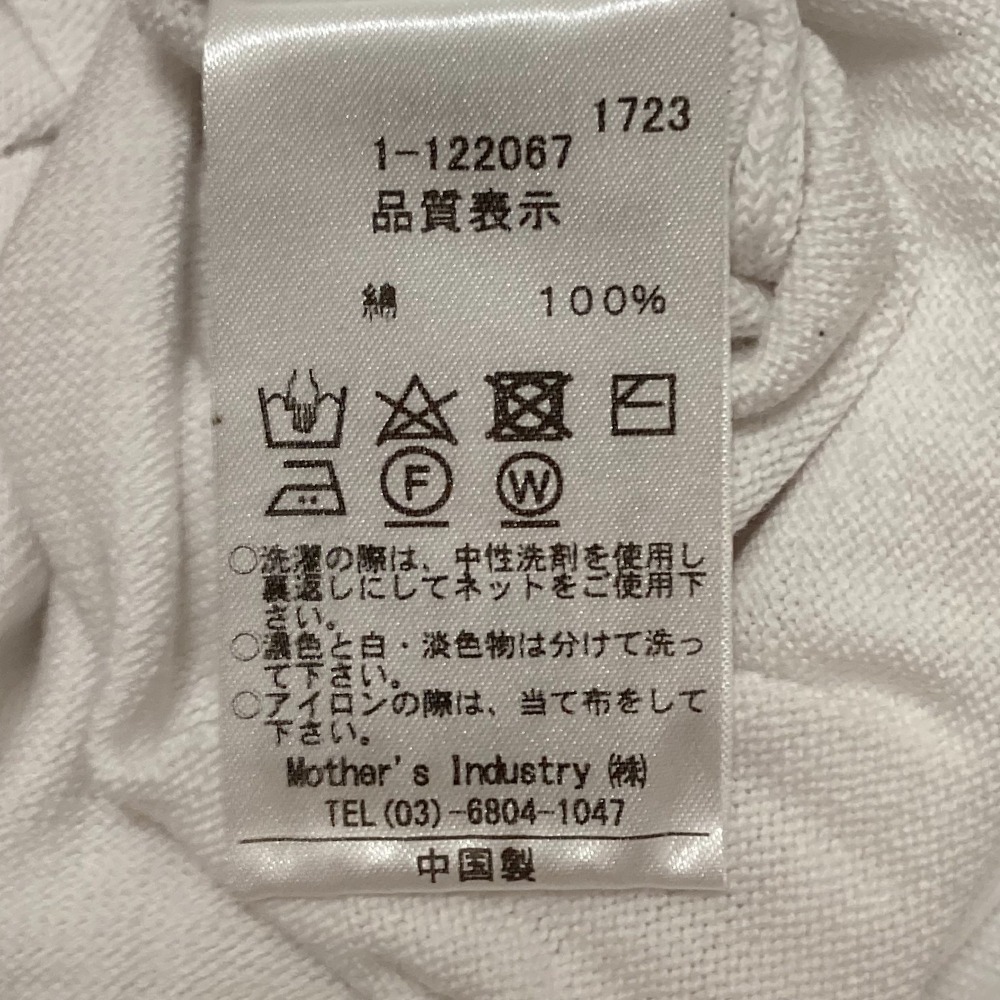 1723
1-122067
品質表示
綿 100%
F W
○洗濯の際は、中性洗剤を使用し
裏返しにしてネットをご使用下
さい。
○濃色と白・淡色物は分けて洗っ
て下さい。
○アイロンの際は、当て布をして
下さい。
Mother's Industry ㈱
TEL(03)-6804-1047
中国製